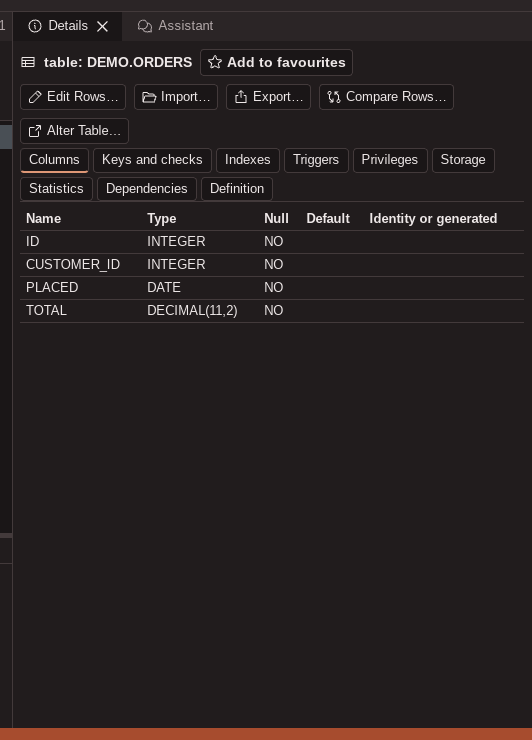 1 Details Assistant
table: DEMO.ORDERS Add to favourites
Edit Rows… Import… Export… Compare Rows…
Alter Table…
Columns Keys and checks Indexes Triggers Privileges Storage
Statistics Dependencies Definition
Name Type Null Default Identity or generated
ID INTEGER NO
CUSTOMER_ID INTEGER NO
PLACED DATE NO
TOTAL DECIMAL(11,2) NO